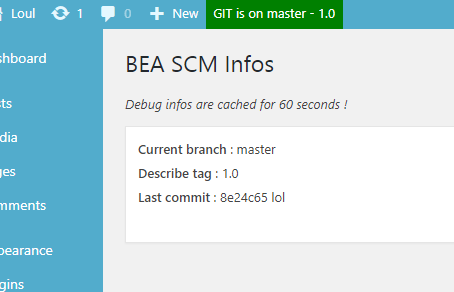 Loul 1 0 New GIT is on master - 1.0
shboard
sts
dia
ges
mments
pearance
gins
BEA SCM Infos
Debug infos are cached for 60 seconds !
Current branch : master
Describe tag : 1.0
Last commit : 8e24c65 lol